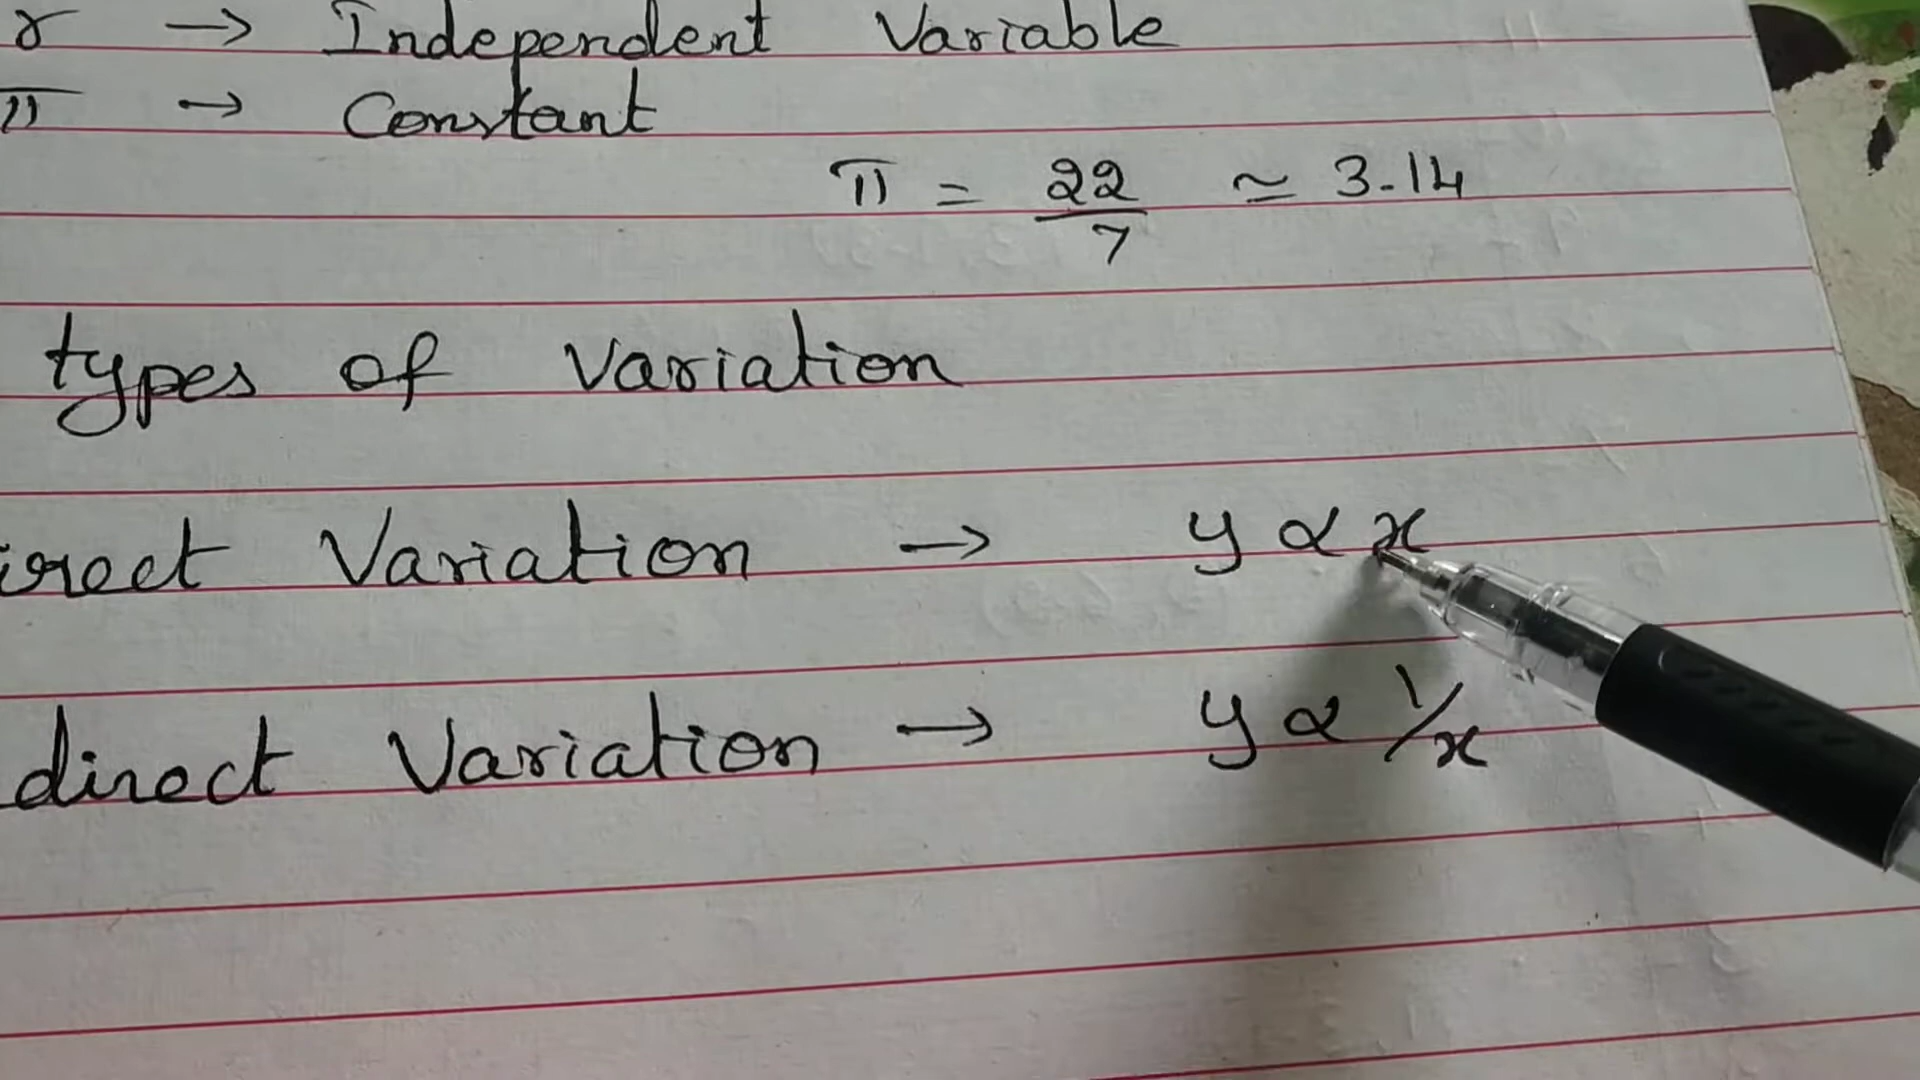 r → Independent Variable
π → Constant
π = 22/7 ≃ 3.14
types of Variation
irect Variation → y ∝ x
direct Variation → y ∝ 1/x